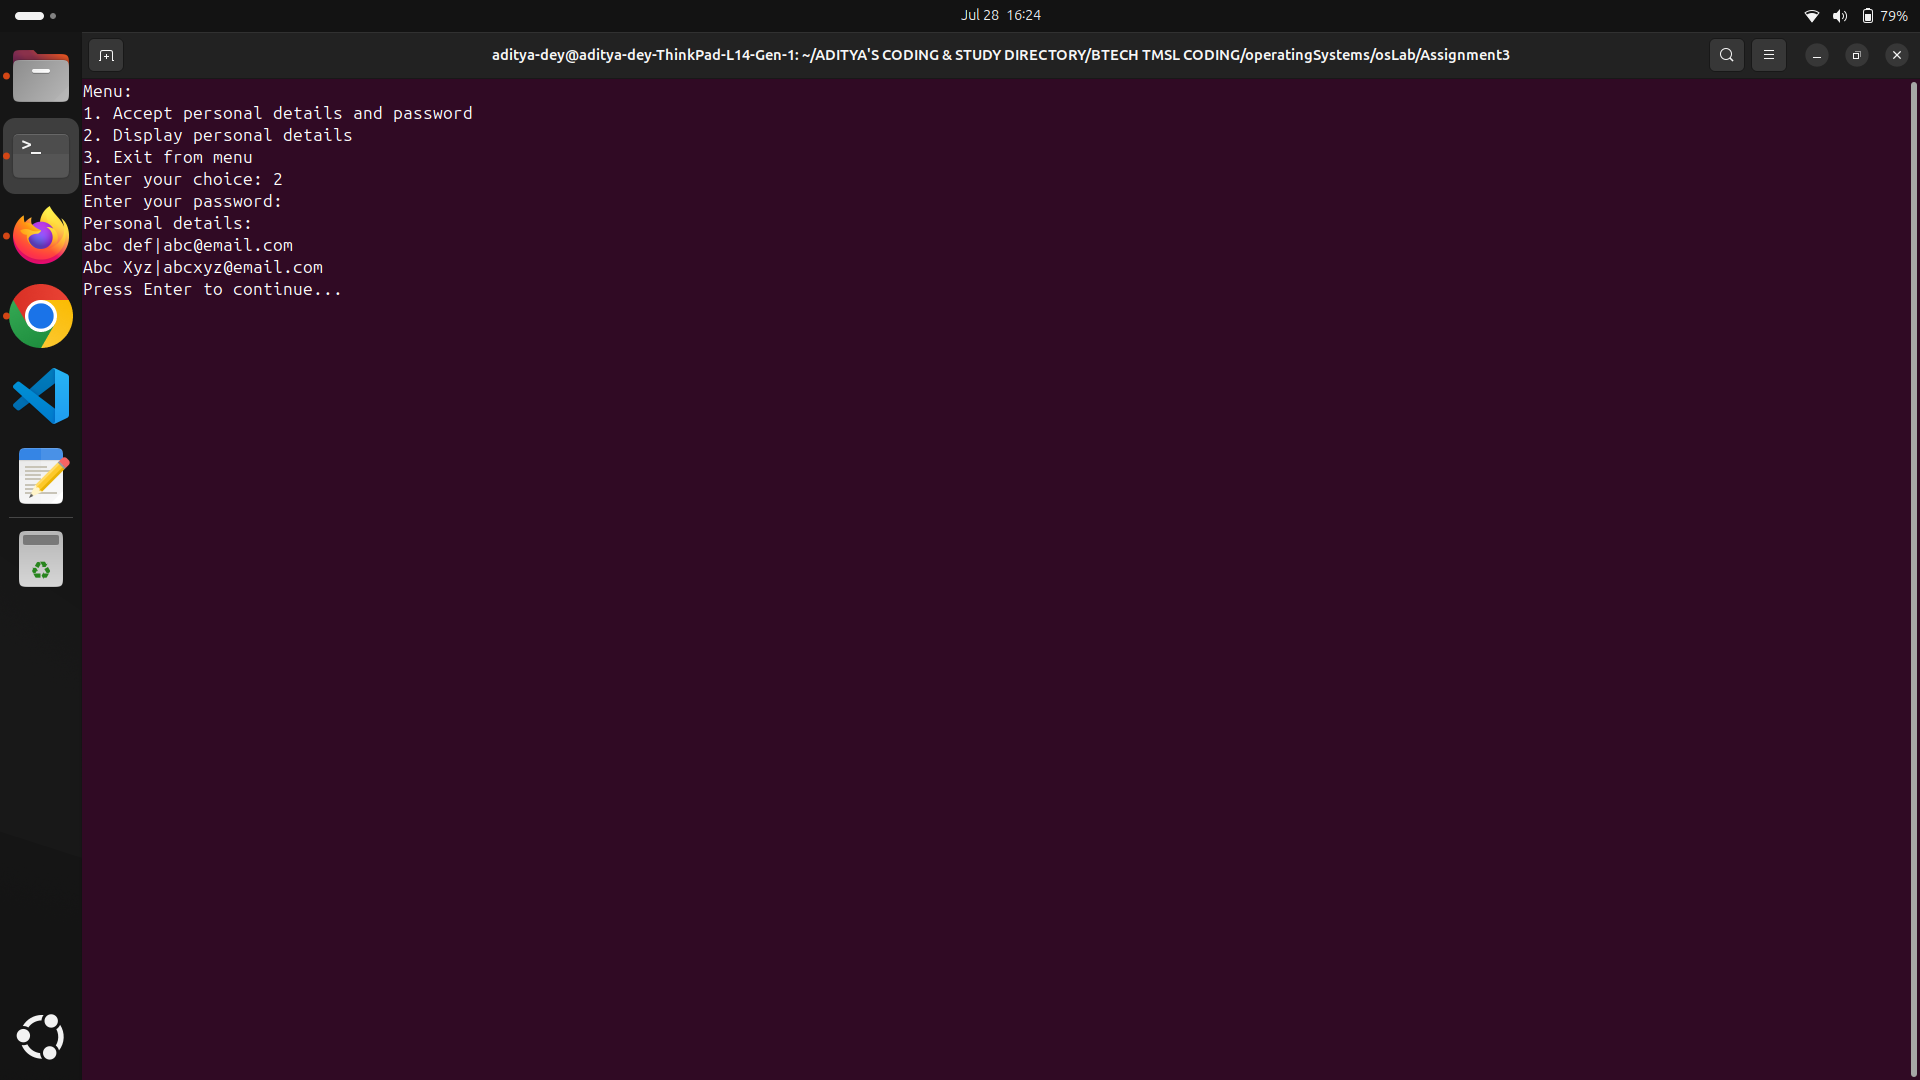 Jul 28 16:24
79%
aditya-dey@aditya-dey-ThinkPad-L14-Gen-1: ~/ADITYA'S CODING & STUDY DIRECTORY/BTECH TMSL CODING/operatingSystems/osLab/Assignment3
Menu:
1. Accept personal details and password
2. Display personal details
3. Exit from menu
Enter your choice: 2
Enter your password:
Personal details:
abc def|abc@email.com
Abc Xyz|abcxyz@email.com
Press Enter to continue...
>_